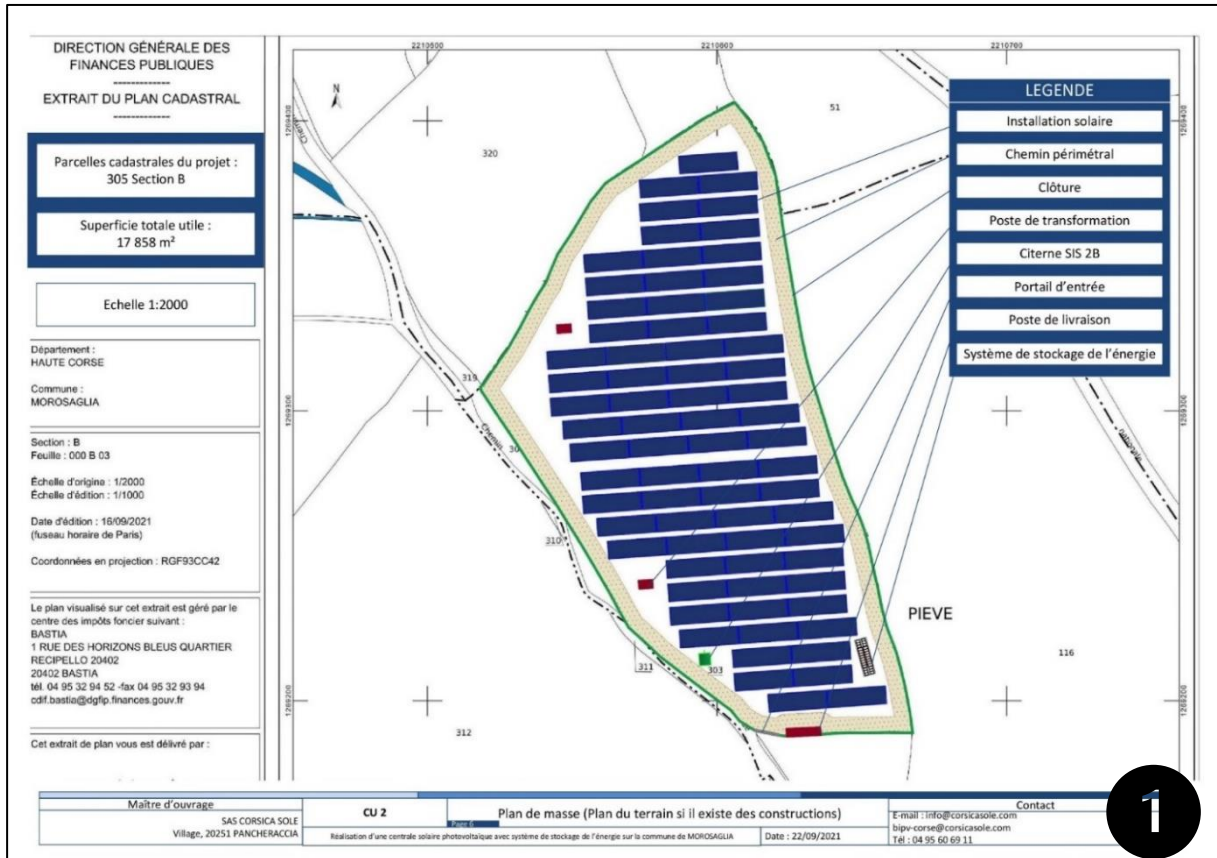 DIRECTION GÉNÉRALE DES
FINANCES PUBLIQUES
-------------
EXTRAIT DU PLAN CADASTRAL
-------------
Parcelles cadastrales du projet :
305 Section B
Superficie totale utile :
17 858 m²
Echelle 1:2000
Département :
HAUTE CORSE
Commune :
MOROSAGLIA
Section : B
Feuille : 000 B 03
Échelle d'origine : 1/2000
Échelle d'édition : 1/1000
Date d'édition : 16/09/2021
(fuseau horaire de Paris)
Coordonnées en projection : RGF93CC42
Le plan visualisé sur cet extrait est géré par le
centre des impôts foncier suivant :
BASTIA
1 RUE DES HORIZONS BLEUS QUARTIER
RECIPELLO 20402
20402 BASTIA
tél. 04 95 32 94 52 -fax 04 95 32 93 94
cdif.bastia@dgfip.finances.gouv.fr
Cet extrait de plan vous est délivré par :
2210500
2210600
2210700
1269400
1269300
1269200
1269400
1269300
1269200
N
320
51
319
Chemin
310
311
303
312
116
PIEVE
nationale
LEGENDE
Installation solaire
Chemin périmétral
Clôture
Poste de transformation
Citerne SIS 2B
Portail d'entrée
Poste de livraison
Système de stockage de l'énergie
Maître d'ouvrage
SAS CORSICA SOLE
Village, 20251 PANCHERACCIA
CU 2
Page 6
Plan de masse (Plan du terrain si il existe des constructions)
Réalisation d'une centrale solaire photovoltaïque avec système de stockage de l'énergie sur la commune de MOROSAGLIA
Date : 22/09/2021
Contact
E-mail : info@corsicasole.com
bipv-corse@corsicasole.com
Tél : 04 95 60 69 11
1